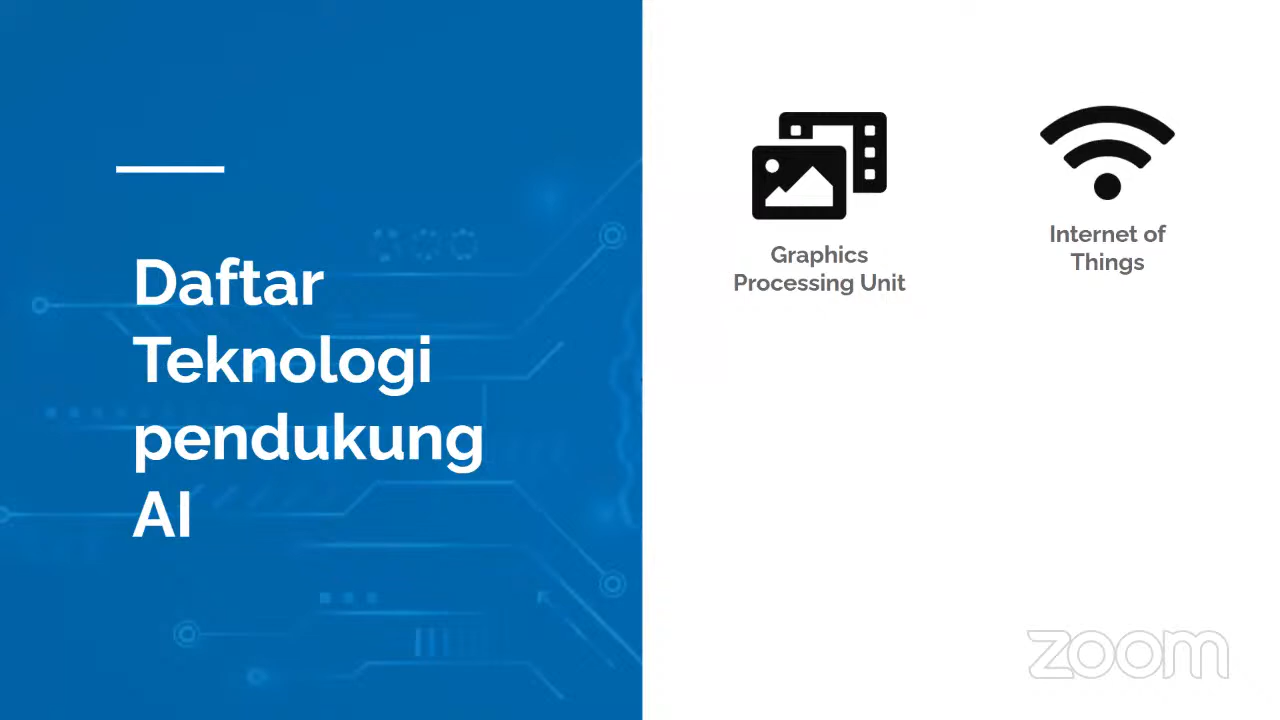 Daftar
Teknologi
pendukung
AI
Graphics
Processing Unit
Internet of
Things
zoom